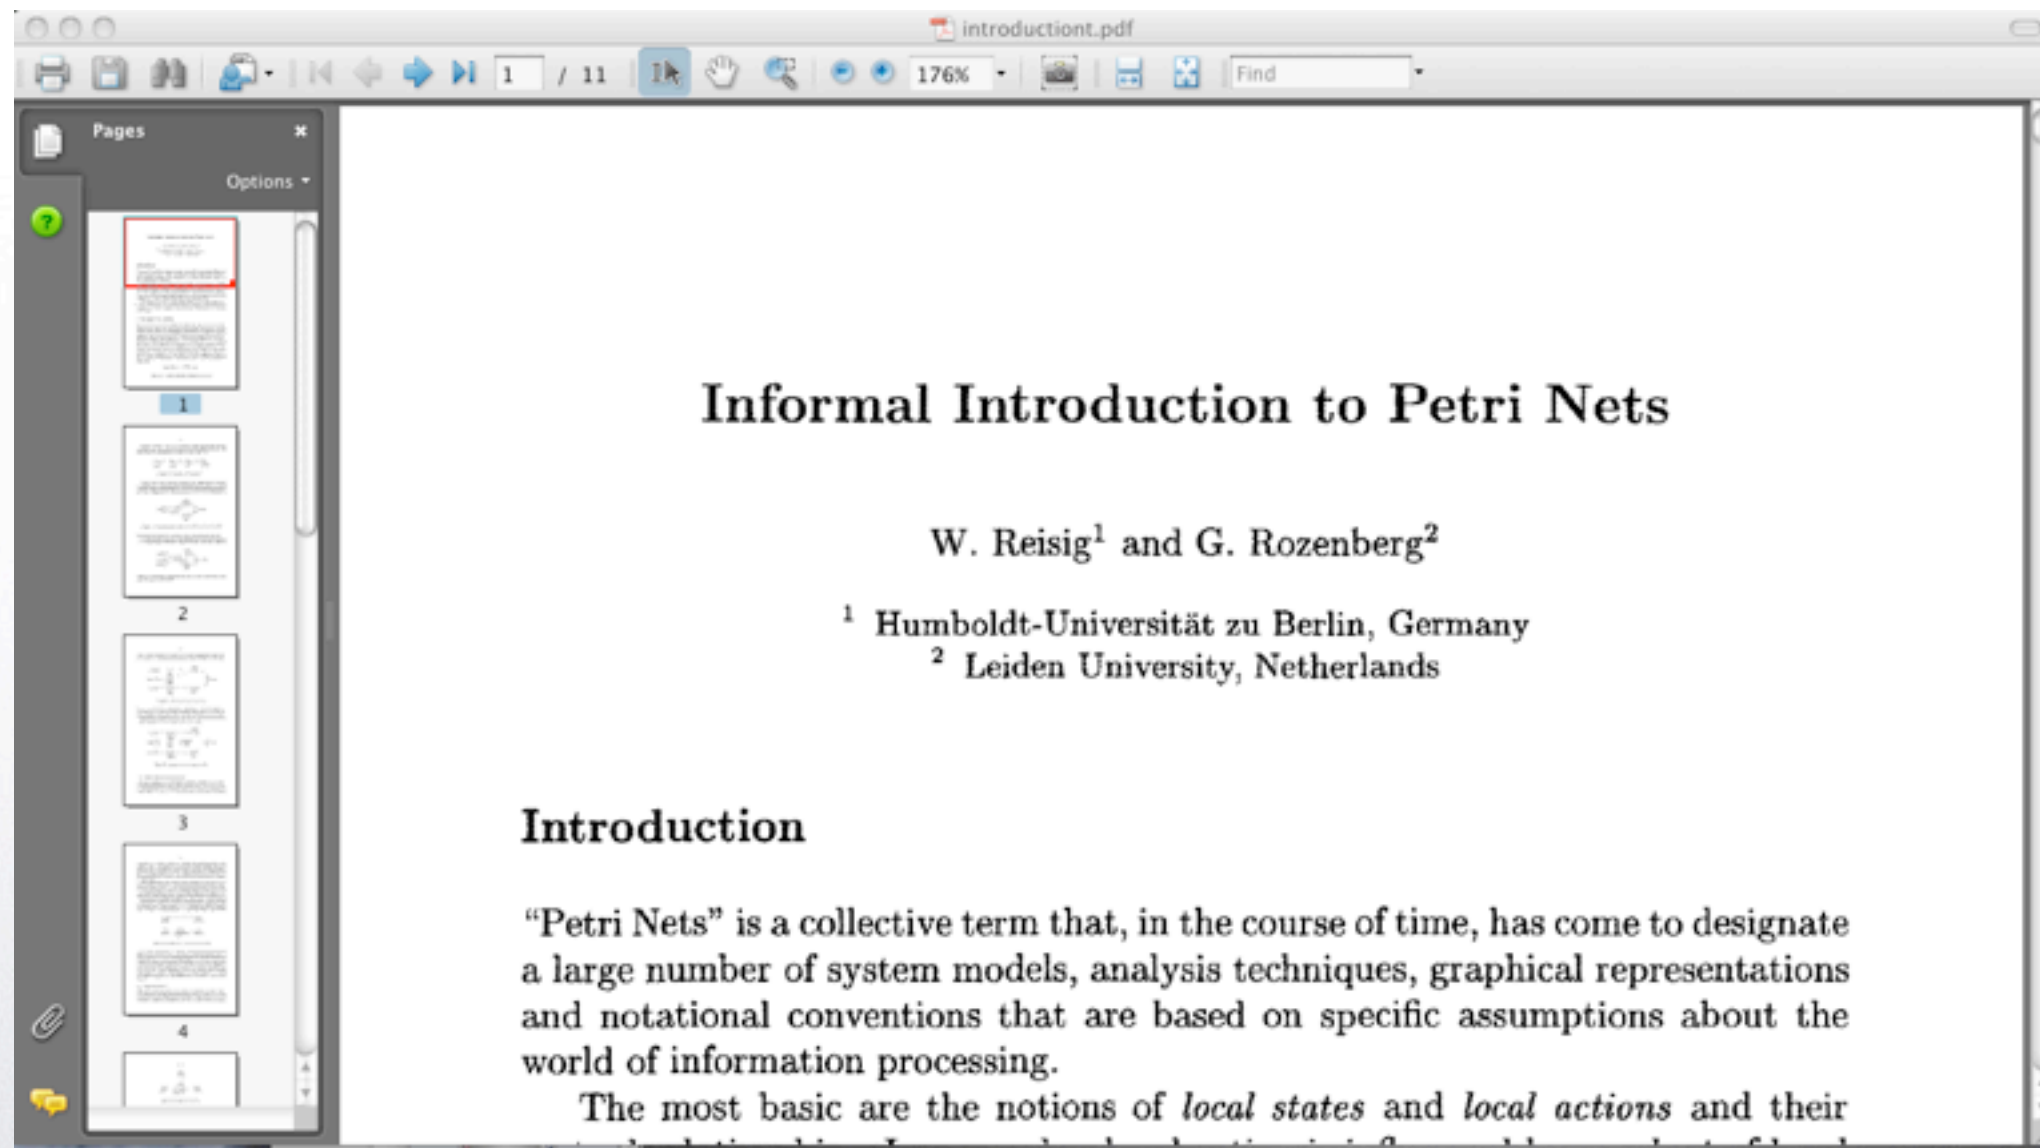 introductiont.pdf
1 / 11
176%
Find
Pages
Options
1
2
3
4
Informal Introduction to Petri Nets
W. Reisig¹ and G. Rozenberg²
¹ Humboldt-Universität zu Berlin, Germany
² Leiden University, Netherlands
Introduction
“Petri Nets” is a collective term that, in the course of time, has come to designate
a large number of system models, analysis techniques, graphical representations
and notational conventions that are based on specific assumptions about the
world of information processing.
The most basic are the notions of local states and local actions and their